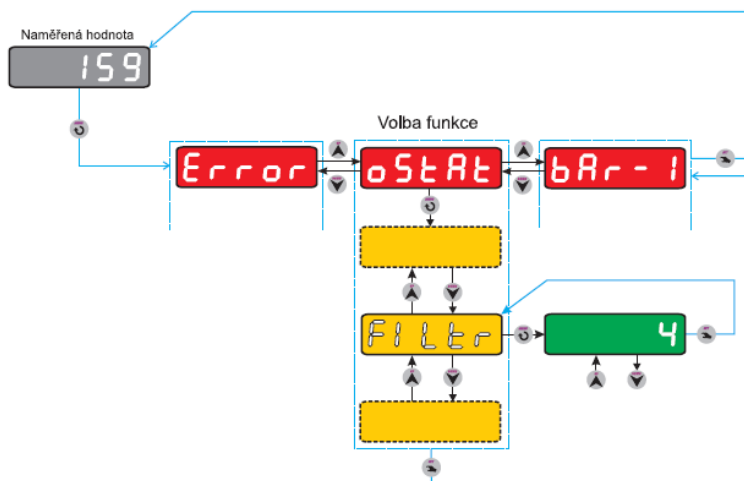 Naměřená hodnota
159
Volba funkce
Error
oStAt
bAr-1
FILtr
4